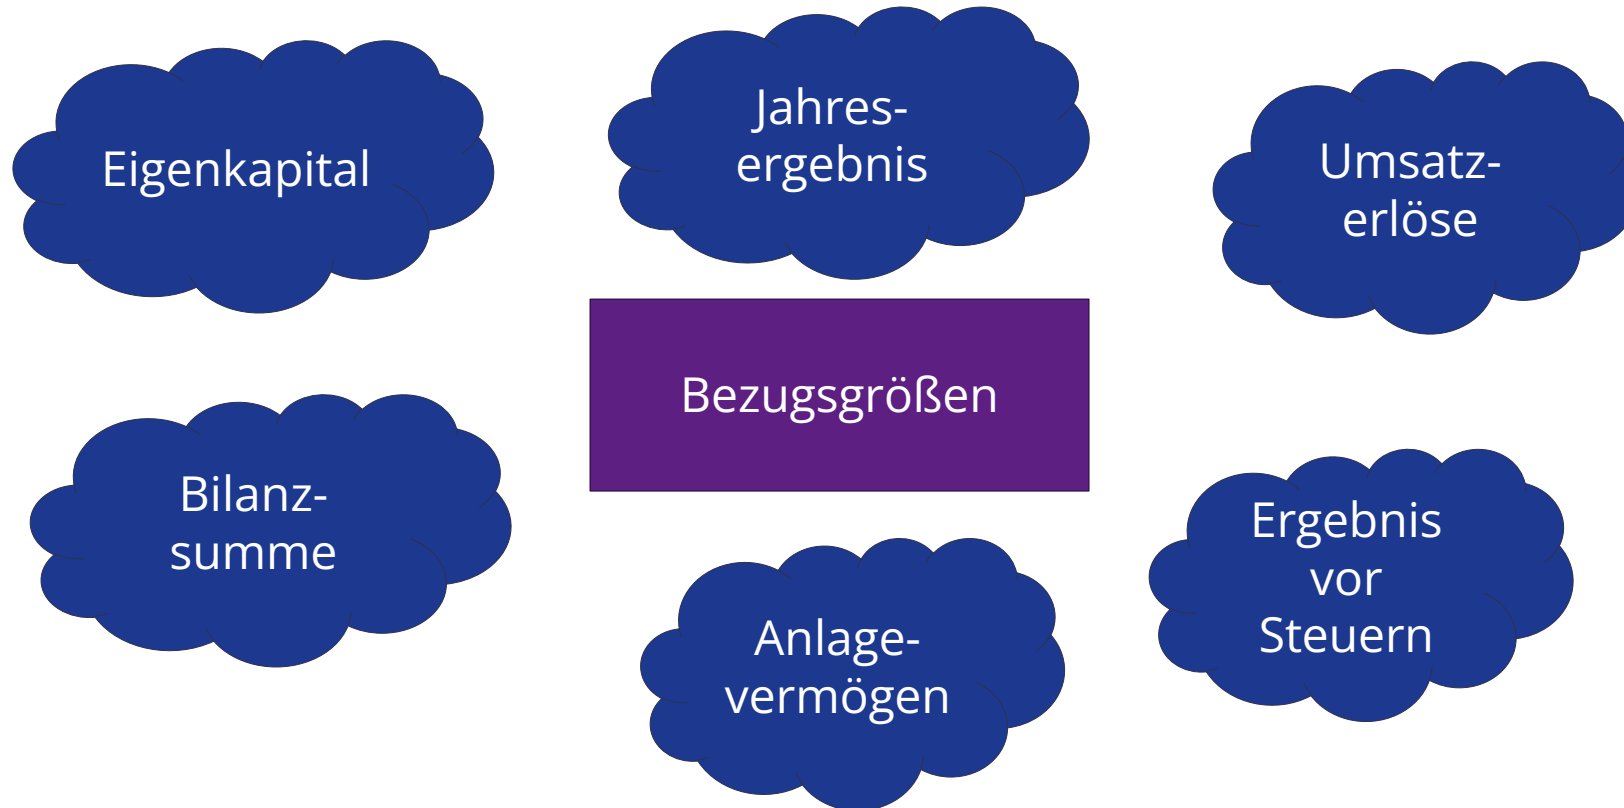 Eigenkapital
Jahres-
ergebnis
Umsatz-
erlöse
Bezugsgrößen
Bilanz-
summe
Anlage-
vermögen
Ergebnis
vor
Steuern